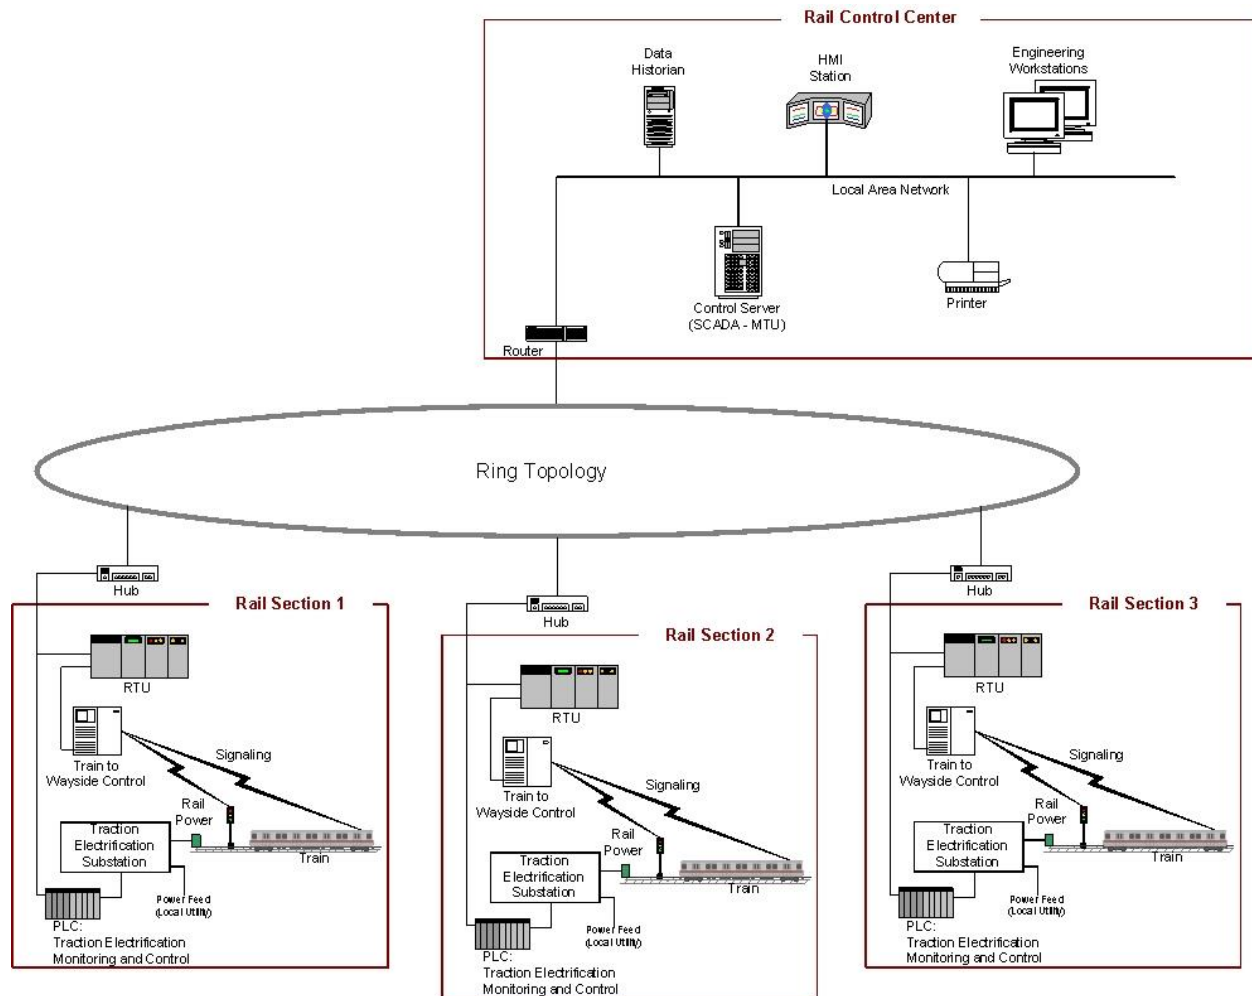 Rail Control Center
Data
Historian
HMI
Station
Engineering
Workstations
Local Area Network
Control Server
(SCADA - MTU)
Printer
Router
Ring Topology
Hub
Rail Section 1
RTU
Signaling
Train to
Wayside Control
Rail
Power
Traction
Electrification
Substation
Train
Power Feed
(Local Utility)
PLC:
Traction Electrification
Monitoring and Control
Hub
Rail Section 2
RTU
Signaling
Train to
Wayside Control
Rail
Power
Traction
Electrification
Substation
Train
Power Feed
(Local Utility)
PLC:
Traction Electrification
Monitoring and Control
Hub
Rail Section 3
RTU
Signaling
Train to
Wayside Control
Rail
Power
Traction
Electrification
Substation
Train
Power Feed
(Local Utility)
PLC:
Traction Electrification
Monitoring and Control